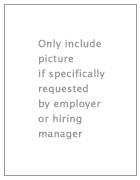 Only include
picture
if specifically
requested
by employer
or hiring
manager